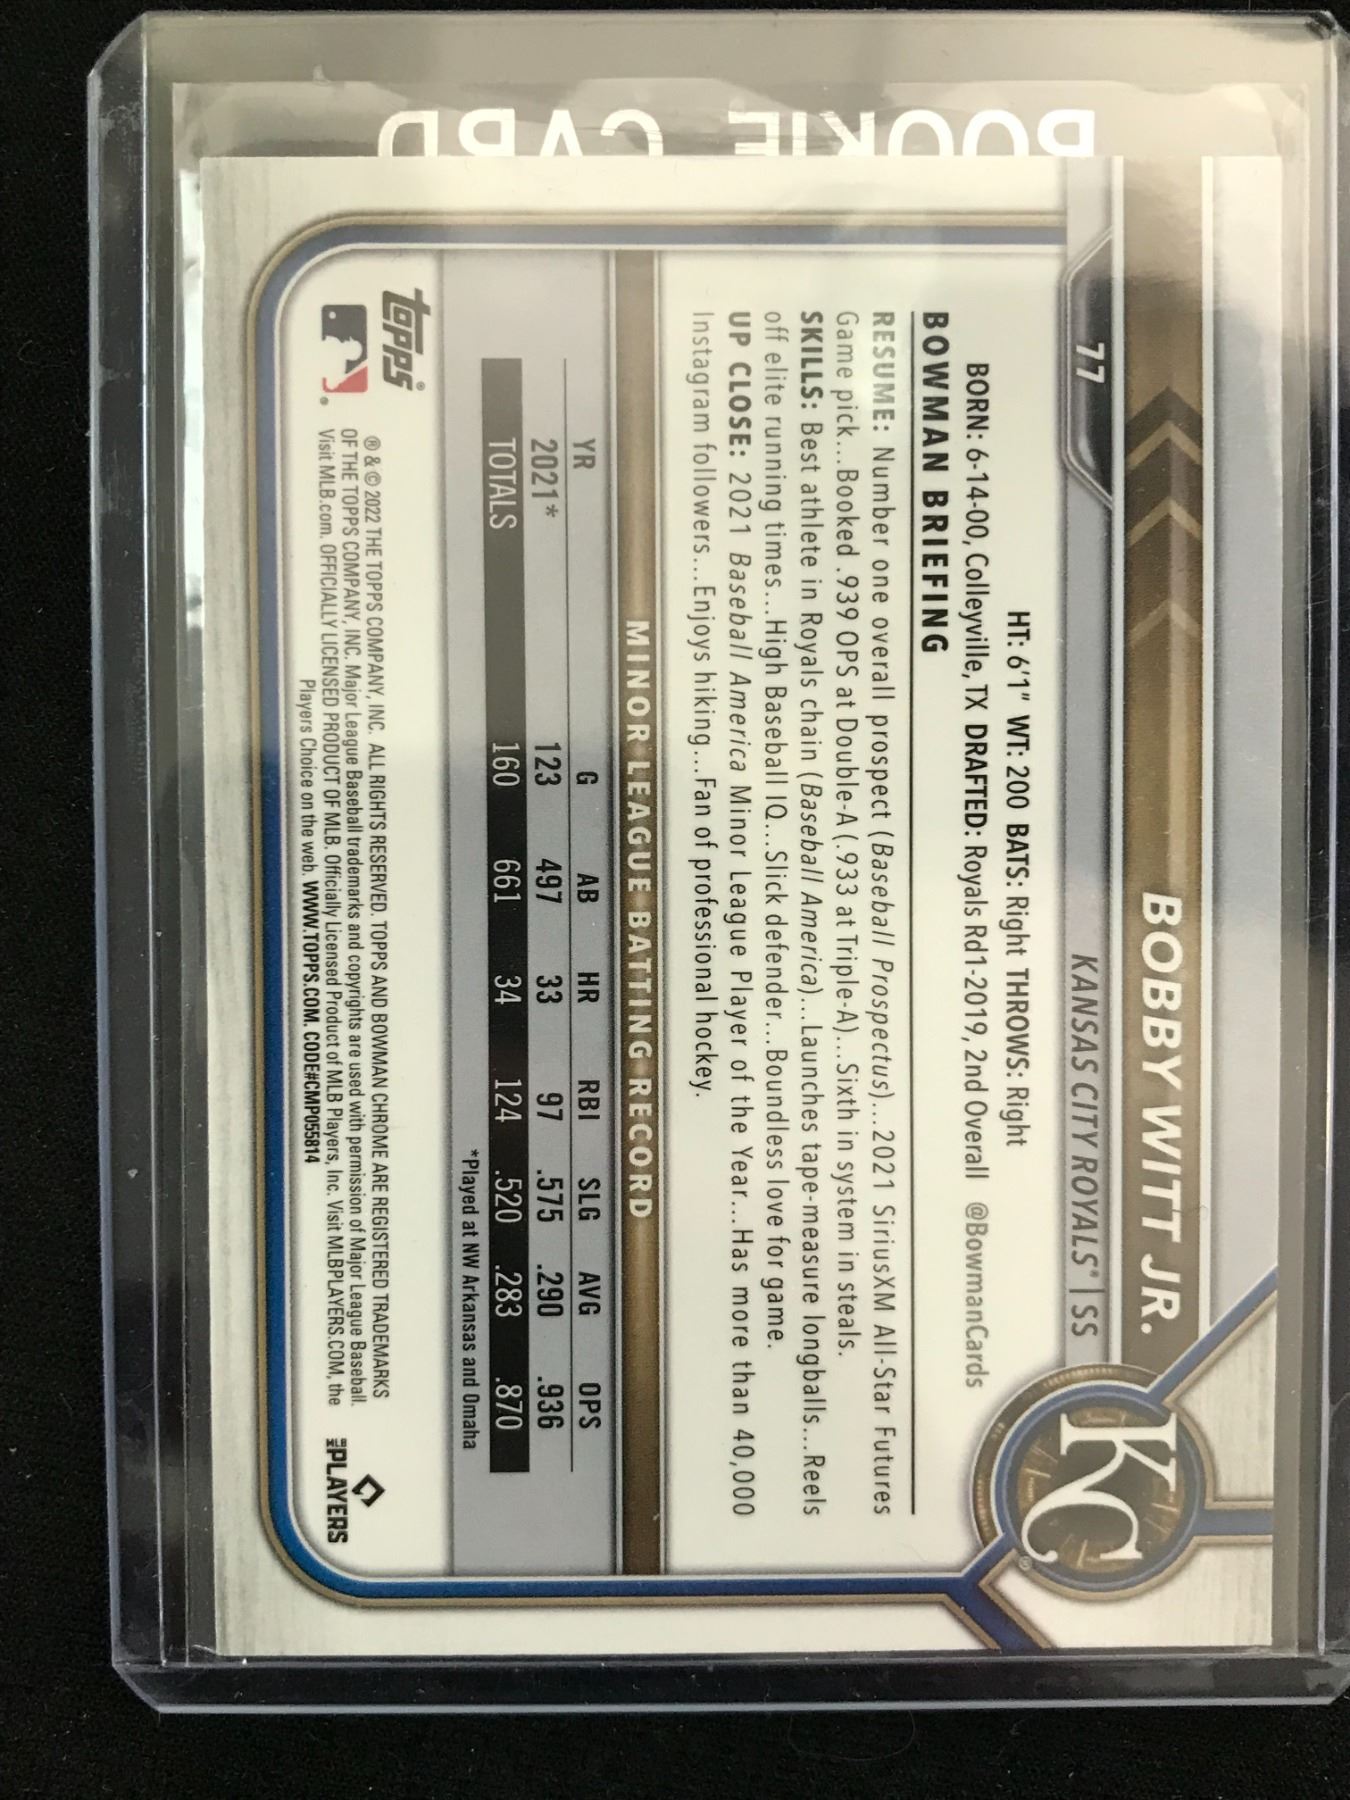 ROOKIE CARD
77
BOBBY WITT JR.
KANSAS CITY ROYALS® | SS
KC®
HT: 6'1" WT: 200 BATS: Right THROWS: Right
BORN: 6-14-00, Colleyville, TX DRAFTED: Royals Rd1-2019, 2nd Overall @BowmanCards
BOWMAN BRIEFING
RESUME: Number one overall prospect (Baseball Prospectus)...2021 SiriusXM All-Star Futures
Game pick...Booked .939 OPS at Double-A (.933 at Triple-A)...Sixth in system in steals.
SKILLS: Best athlete in Royals chain (Baseball America)...Launches tape-measure longballs...Reels
off elite running times...High Baseball IQ...Slick defender...Boundless love for game.
UP CLOSE: 2021 Baseball America Minor League Player of the Year...Has more than 40,000
Instagram followers...Enjoys hiking...Fan of professional hockey.
MINOR LEAGUE BATTING RECORD
YR G AB HR RBI SLG AVG OPS
2021* 123 497 33 97 .575 .290 .936
TOTALS 160 661 34 124 .520 .283 .870
*Played at NW Arkansas and Omaha
topps®
® & © 2022 THE TOPPS COMPANY, INC. ALL RIGHTS RESERVED. TOPPS AND BOWMAN CHROME ARE REGISTERED TRADEMARKS
OF THE TOPPS COMPANY, INC. Major League Baseball trademarks and copyrights are used with permission of Major League Baseball.
Visit MLB.com. OFFICIALLY LICENSED PRODUCT OF MLB. Officially Licensed Product of MLB Players, Inc. Visit MLBPLAYERS.COM, the
Players Choice on the web. WWW.TOPPS.COM. CODE#CMP055814
MLB PLAYERS